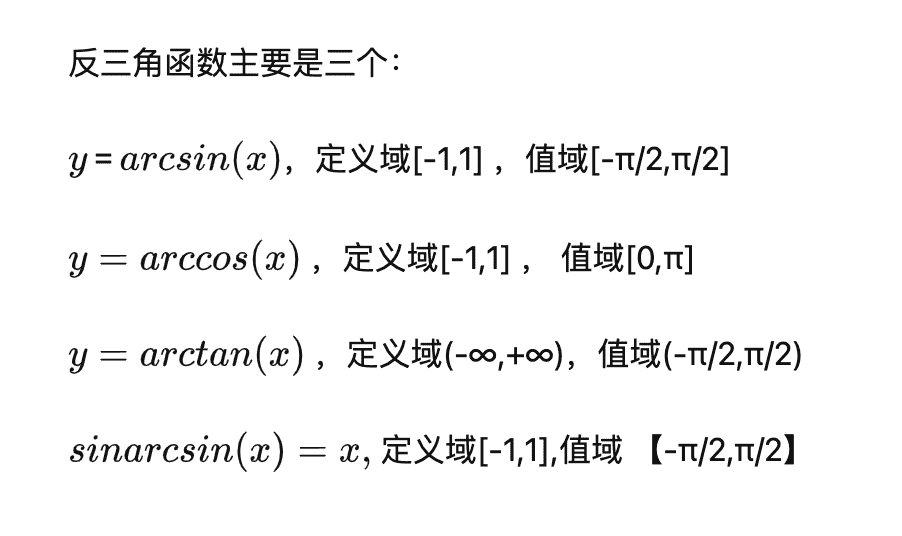 反三角函数主要是三个：
y = arcsin(x)，定义域[-1,1] ，值域[-π/2,π/2]
y = arccos(x) ，定义域[-1,1] ， 值域[0,π]
y = arctan(x) ，定义域(-∞,+∞)，值域(-π/2,π/2)
sinarcsin(x) = x, 定义域[-1,1],值域 【-π/2,π/2】